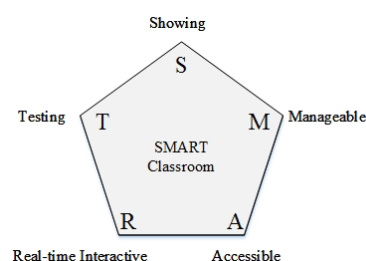 Showing
S
Testing
T
M
Manageable
SMART
Classroom
R
A
Real-time Interactive
Accessible